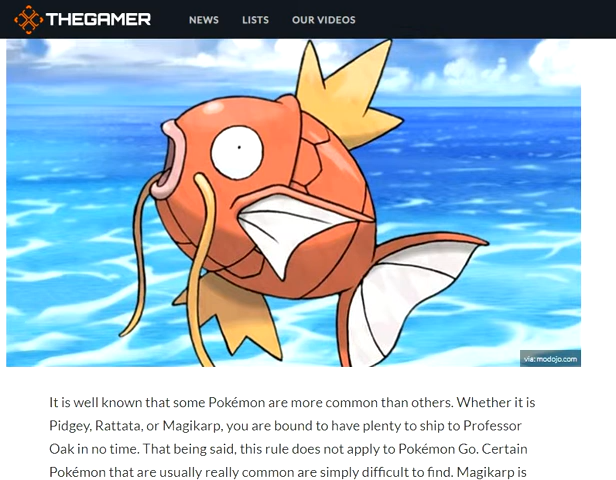 THEGAMER NEWS LISTS OUR VIDEOS
via: modojo.com
It is well known that some Pokémon are more common than others. Whether it is
Pidgey, Rattata, or Magikarp, you are bound to have plenty to ship to Professor
Oak in no time. That being said, this rule does not apply to Pokémon Go. Certain
Pokémon that are usually really common are simply difficult to find. Magikarp is